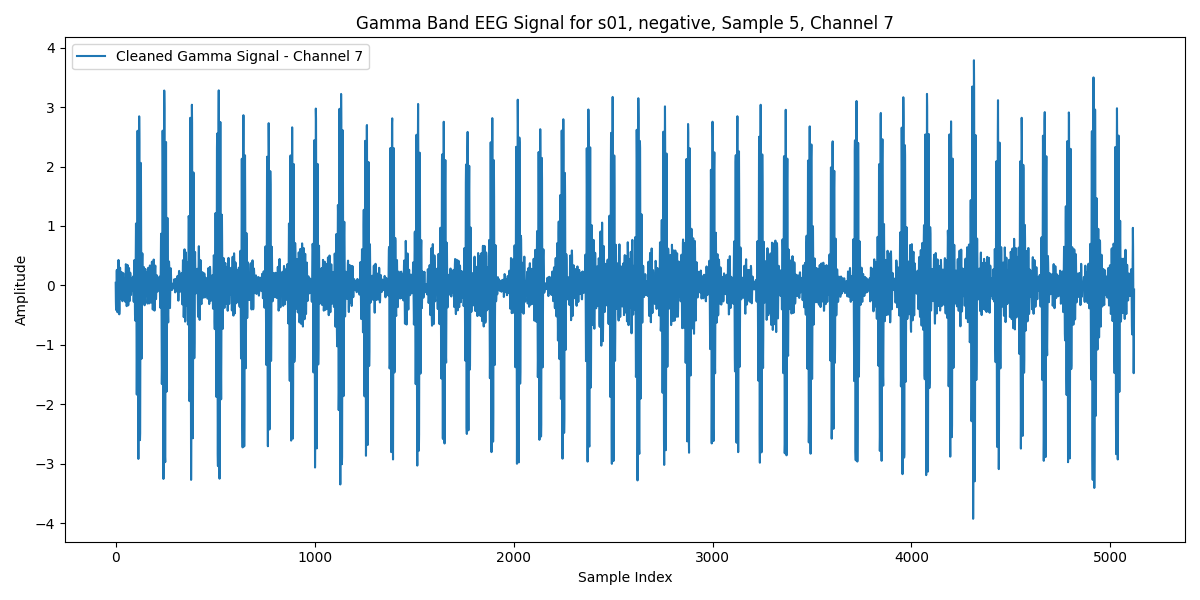 Gamma Band EEG Signal for s01, negative, Sample 5, Channel 7
Cleaned Gamma Signal - Channel 7
4
3
2
1
0
−1
−2
−3
−4
Amplitude
0 1000 2000 3000 4000 5000
Sample Index